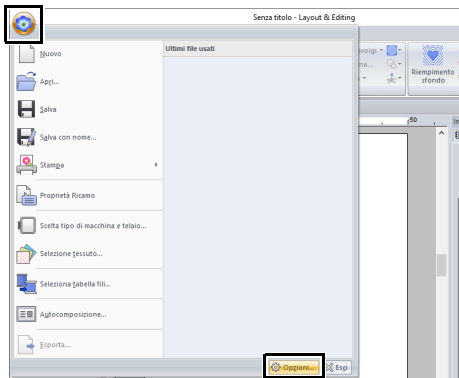 Senza titolo - Layout & Editing
Nuovo
Ultimi file usati
Apri...
Salva
Salva con nome...
Stampa
Proprietà Ricamo
Scelta tipo di macchina e telaio...
Selezione tessuto...
Seleziona tabella fili...
Autocomposizione...
Esporta...
Opzioni...
Esci
Riempimento
sfondo
50